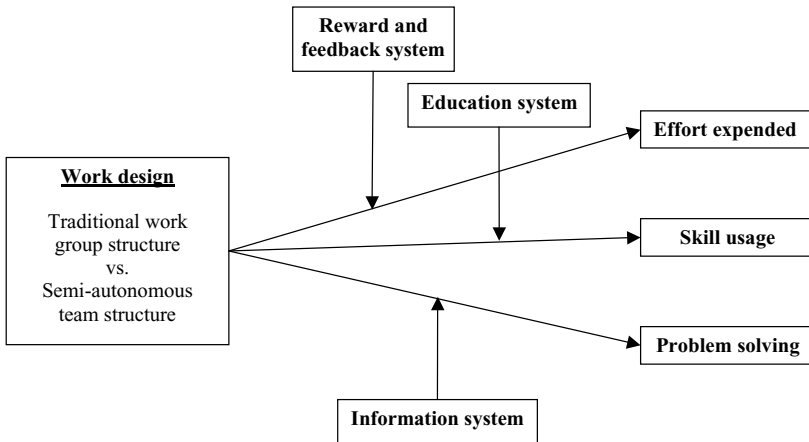 Reward and
feedback system
Education system
Effort expended
Work design
Traditional work
group structure
vs.
Semi-autonomous
team structure
Skill usage
Problem solving
Information system